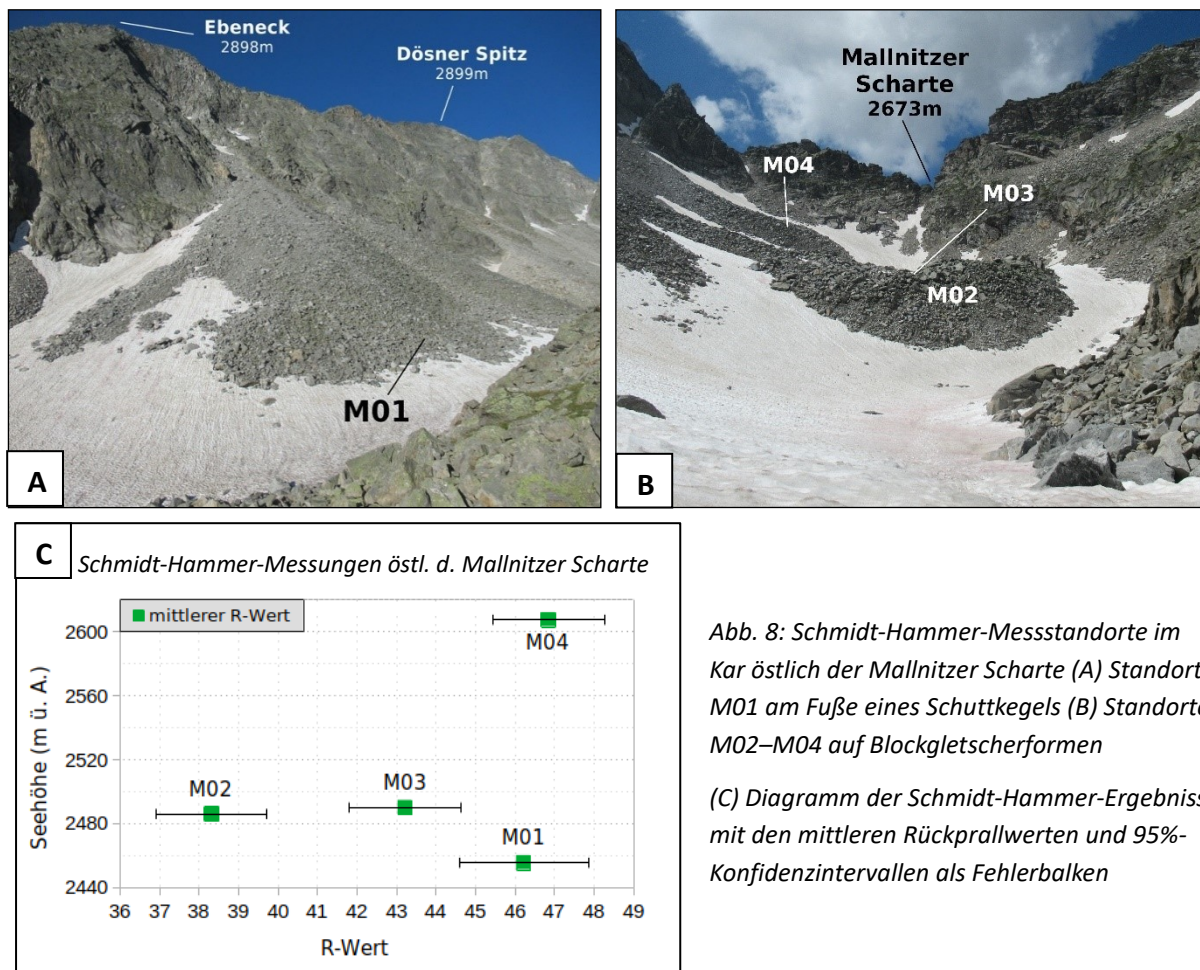 Ebeneck
2898m
Dösner Spitz
2899m
M01
A
Mallnitzer
Scharte
2673m
M04
M03
M02
B
C
Schmidt-Hammer-Messungen östl. d. Mallnitzer Scharte
mittlerer R-Wert
Seehöhe (m ü. A.)
2600
2560
2520
2480
2440
M04
M02
M03
M01
36 37 38 39 40 41 42 43 44 45 46 47 48 49
R-Wert
Abb. 8: Schmidt-Hammer-Messstandorte im
Kar östlich der Mallnitzer Scharte (A) Standort
M01 am Fuße eines Schuttkegels (B) Standorte
M02–M04 auf Blockgletscherformen
(C) Diagramm der Schmidt-Hammer-Ergebniss
mit den mittleren Rückprallwerten und 95%-
Konfidenzintervallen als Fehlerbalken